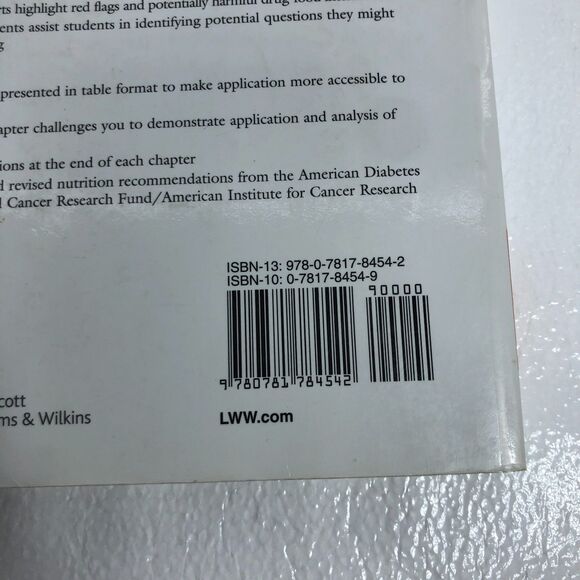 rts highlight red flags and potentially harmful drug
ents assist students in identifying potential questions they might
g
presented in table format to make application more accessible to
apter challenges you to demonstrate application and analysis of
ions at the end of each chapter
d revised nutrition recommendations from the American Diabetes
l Cancer Research Fund/American Institute for Cancer Research
ISBN-13: 978-0-7817-8454-2
ISBN-10: 0-7817-8454-9
90000
9 780781 784542
cott
ms & Wilkins
LWW.com